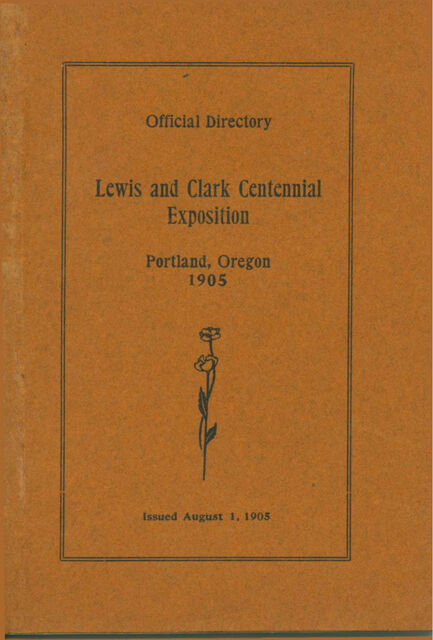 Official Directory
Lewis and Clark Centennial
Exposition
Portland, Oregon
1905
Issued August 1, 1905